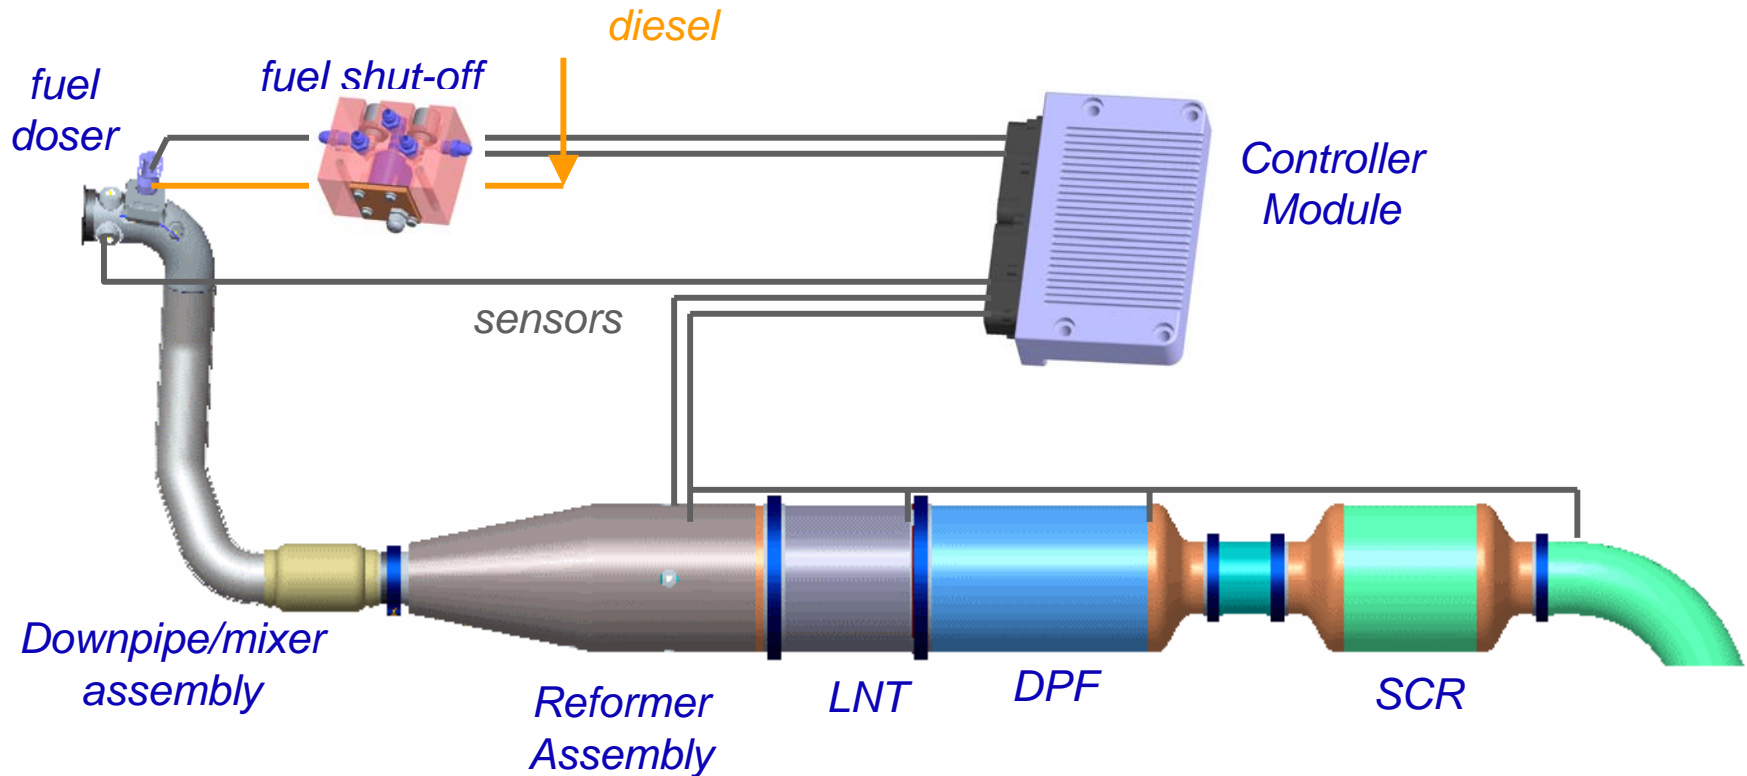 diesel
fuel shut-off
fuel
doser
Controller
Module
sensors
Downpipe/mixer
assembly
Reformer
Assembly
LNT
DPF
SCR